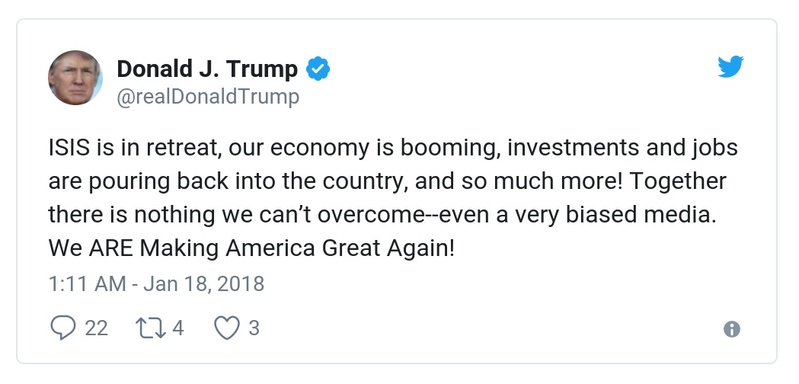 Donald J. Trump
@realDonaldTrump
ISIS is in retreat, our economy is booming, investments and jobs
are pouring back into the country, and so much more! Together
there is nothing we can’t overcome--even a very biased media.
We ARE Making America Great Again!
1:11 AM - Jan 18, 2018
22 4 3